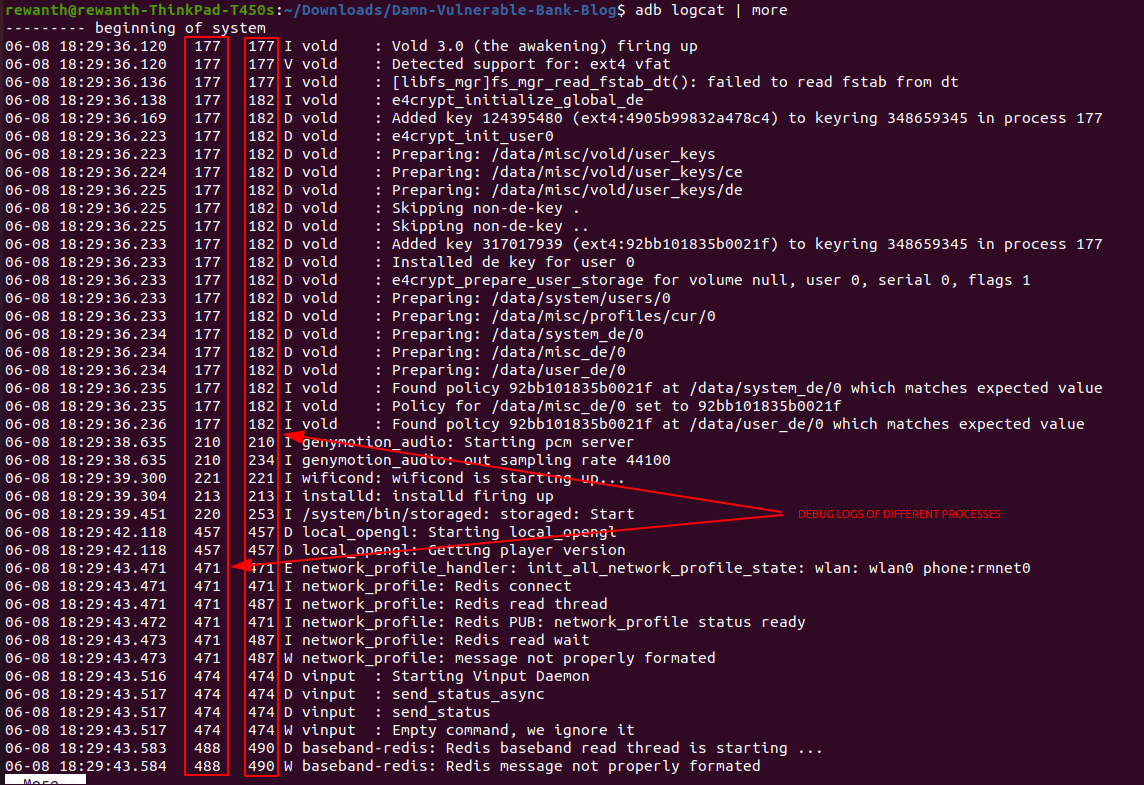 rewanth@rewanth-ThinkPad-T450s:~/Downloads/Damn-Vulnerable-Bank-Blog$ adb logcat | more
--------- beginning of system
06-08 18:29:36.120   177   177 I vold    : Vold 3.0 (the awakening) firing up
06-08 18:29:36.120   177   177 V vold    : Detected support for: ext4 vfat
06-08 18:29:36.136   177   177 I vold    : [libfs_mgr]fs_mgr_read_fstab_dt(): failed to read fstab from dt
06-08 18:29:36.138   177   182 I vold    : e4crypt_initialize_global_de
06-08 18:29:36.169   177   182 D vold    : Added key 124395480 (ext4:4905b99832a478c4) to keyring 348659345 in process 177
06-08 18:29:36.223   177   182 D vold    : e4crypt_init_user0
06-08 18:29:36.223   177   182 D vold    : Preparing: /data/misc/vold/user_keys
06-08 18:29:36.224   177   182 D vold    : Preparing: /data/misc/vold/user_keys/ce
06-08 18:29:36.225   177   182 D vold    : Preparing: /data/misc/vold/user_keys/de
06-08 18:29:36.225   177   182 D vold    : Skipping non-de-key .
06-08 18:29:36.225   177   182 D vold    : Skipping non-de-key ..
06-08 18:29:36.233   177   182 D vold    : Added key 317017939 (ext4:92bb101835b0021f) to keyring 348659345 in process 177
06-08 18:29:36.233   177   182 D vold    : Installed de key for user 0
06-08 18:29:36.233   177   182 D vold    : e4crypt_prepare_user_storage for volume null, user 0, serial 0, flags 1
06-08 18:29:36.233   177   182 D vold    : Preparing: /data/system/users/0
06-08 18:29:36.233   177   182 D vold    : Preparing: /data/misc/profiles/cur/0
06-08 18:29:36.234   177   182 D vold    : Preparing: /data/system_de/0
06-08 18:29:36.234   177   182 D vold    : Preparing: /data/misc_de/0
06-08 18:29:36.234   177   182 D vold    : Preparing: /data/user_de/0
06-08 18:29:36.235   177   182 I vold    : Found policy 92bb101835b0021f at /data/system_de/0 which matches expected value
06-08 18:29:36.235   177   182 I vold    : Policy for /data/misc_de/0 set to 92bb101835b0021f
06-08 18:29:36.236   177   182 I vold    : Found policy 92bb101835b0021f at /data/user_de/0 which matches expected value
06-08 18:29:38.635   210   210 I genymotion_audio: Starting pcm server
06-08 18:29:38.635   210   234 I genymotion_audio: out sampling rate 44100
06-08 18:29:39.300   221   221 I wificond: wificond is starting up...
06-08 18:29:39.304   213   213 I installd: installd firing up
06-08 18:29:39.451   220   253 I /system/bin/storaged: storaged: Start
DEBUG LOGS OF DIFFERENT PROCESSES
06-08 18:29:42.118   457   457 D local_opengl: Starting local_opengl
06-08 18:29:42.118   457   457 D local_opengl: Getting player version
06-08 18:29:43.471   471   471 E network_profile_handler: init_all_network_profile_state: wlan: wlan0 phone:rmnet0
06-08 18:29:43.471   471   471 I network_profile: Redis connect
06-08 18:29:43.471   471   487 I network_profile: Redis read thread
06-08 18:29:43.472   471   471 I network_profile: Redis PUB: network_profile status ready
06-08 18:29:43.473   471   487 I network_profile: Redis read wait
06-08 18:29:43.473   471   487 W network_profile: message not properly formated
06-08 18:29:43.516   474   474 D vinput  : Starting Vinput Daemon
06-08 18:29:43.517   474   474 D vinput  : send_status_async
06-08 18:29:43.517   474   474 D vinput  : send_status
06-08 18:29:43.517   474   474 W vinput  : Empty command, we ignore it
06-08 18:29:43.583   488   490 D baseband-redis: Redis baseband read thread is starting ...
06-08 18:29:43.584   488   490 W baseband-redis: Redis message not properly formated
--More--